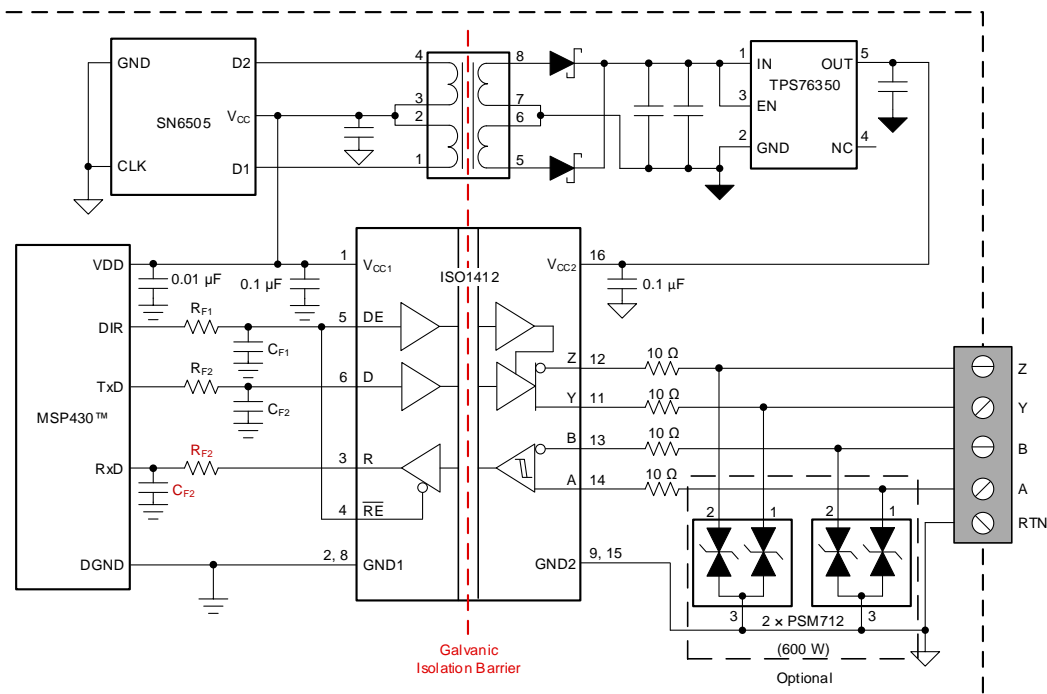 GND
D2
4
8
1
IN
OUT
5
SN6505
TPS76350
VCC
3
7
3
EN
2
6
2
GND
4
NC
CLK
D1
1
5
VDD
0.01 µF
0.1 µF
1
VCC1
ISO1412
VCC2
16
0.1 µF
DIR
RF1
CF1
5
DE
Z
12
10 Ω
Z
TxD
RF2
CF2
6
D
Y
11
10 Ω
Y
MSP430™
B
13
10 Ω
B
RxD
RF2
CF2
3
R
A
14
10 Ω
A
4
RE
2
1
2
1
RTN
DGND
2, 8
GND1
GND2
9, 15
3
3
2 × PSM712
(600 W)
Optional
Galvanic
Isolation Barrier